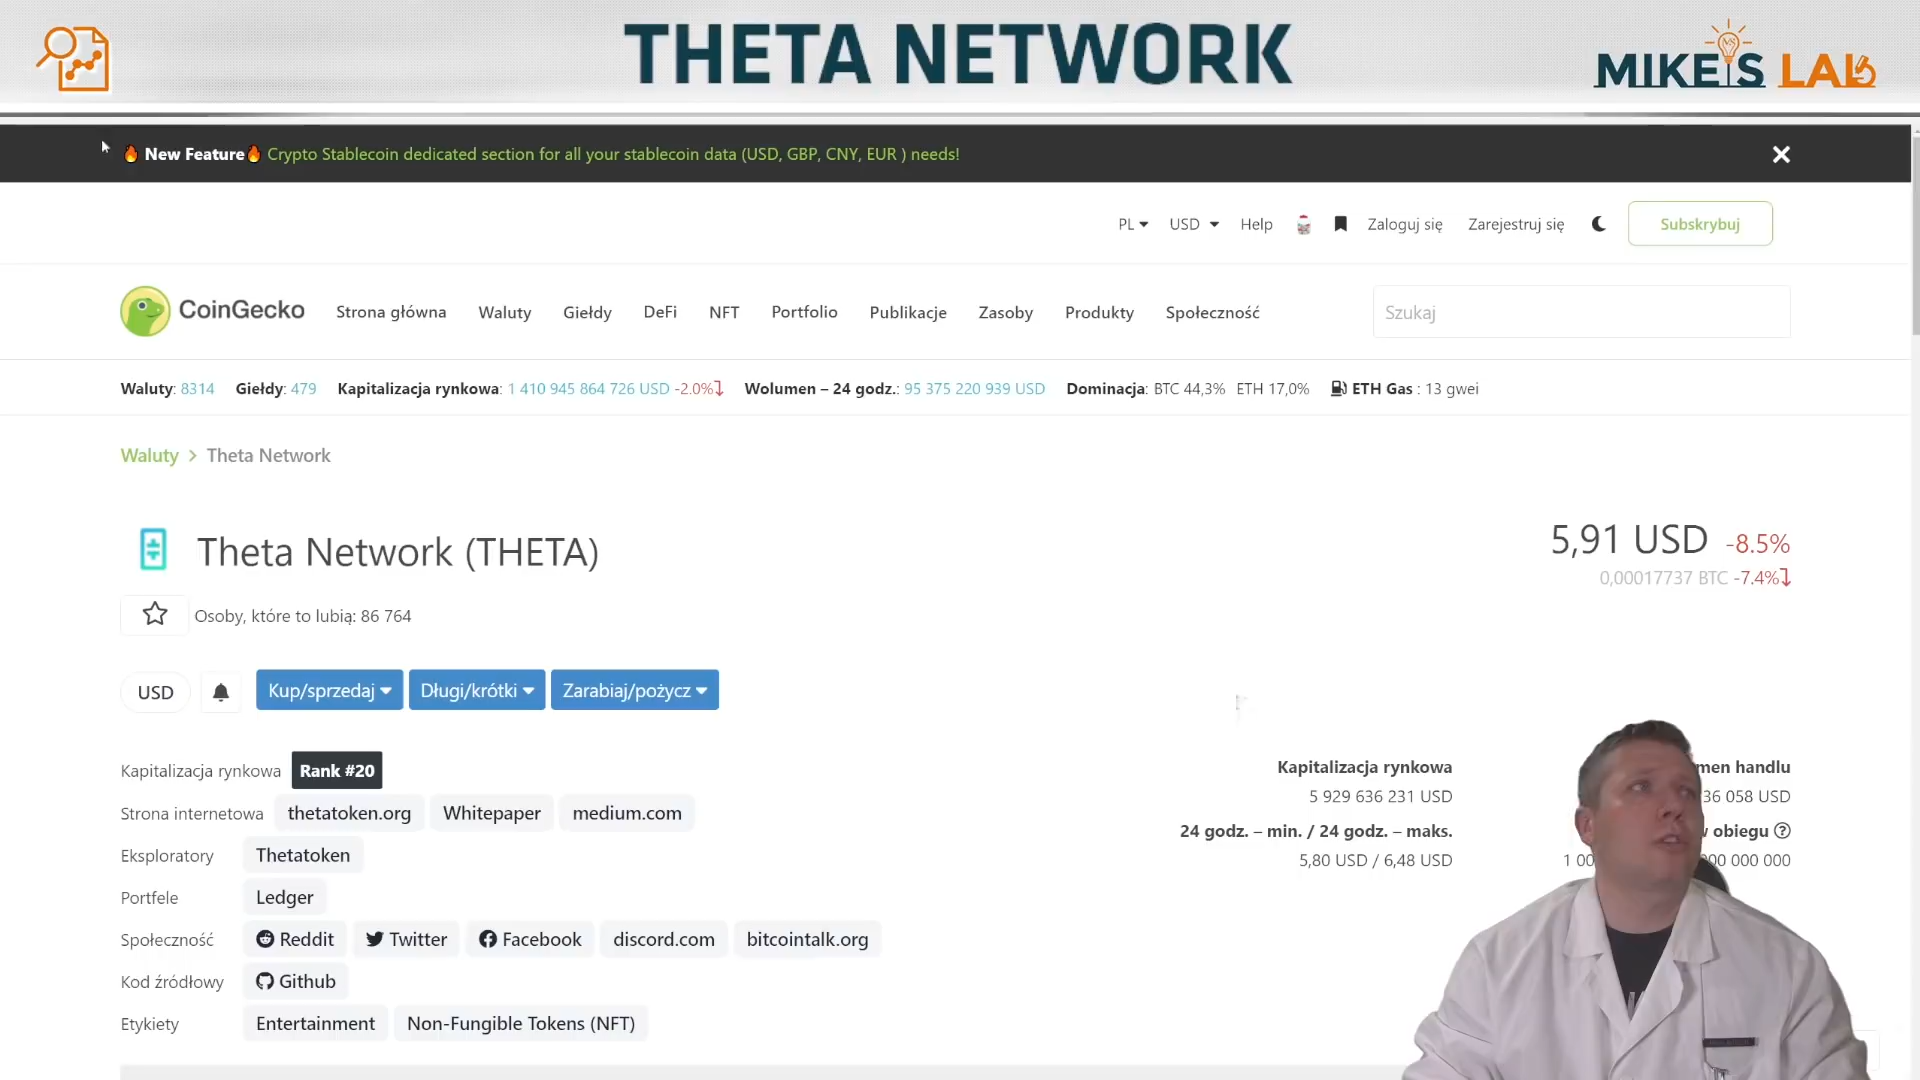 THETA NETWORK
MIKE'S LAB
New Feature Crypto Stablecoin dedicated section for all your stablecoin data (USD, GBP, CNY, EUR ) needs!
PL USD Help Zaloguj się Zarejestruj się Subskrybuj
CoinGecko Strona główna Waluty Giełdy DeFi NFT Portfolio Publikacje Zasoby Produkty Społeczność Szukaj
Waluty: 8314 Giełdy: 479 Kapitalizacja rynkowa: 1 410 945 864 726 USD -2.0% Wolumen – 24 godz.: 95 375 220 939 USD Dominacja: BTC 44,3% ETH 17,0% ETH Gas : 13 gwei
Waluty > Theta Network
Theta Network (THETA) 5,91 USD -8.5%
0,00017737 BTC -7.4%
Osoby, które to lubią: 86 764
USD Kup/sprzedaj Długi/krótki Zarabiaj/pożycz
Kapitalizacja rynkowa Rank #20
Strona internetowa thetatoken.org Whitepaper medium.com
Eksploratory Thetatoken
Portfele Ledger
Społeczność Reddit Twitter Facebook discord.com bitcointalk.org
Kod źródłowy Github
Etykiety Entertainment Non-Fungible Tokens (NFT)
Kapitalizacja rynkowa handlu
5 929 636 231 USD 058 USD
24 godz. – min. / 24 godz. – maks. obiegu
5,80 USD / 6,48 USD 000 000